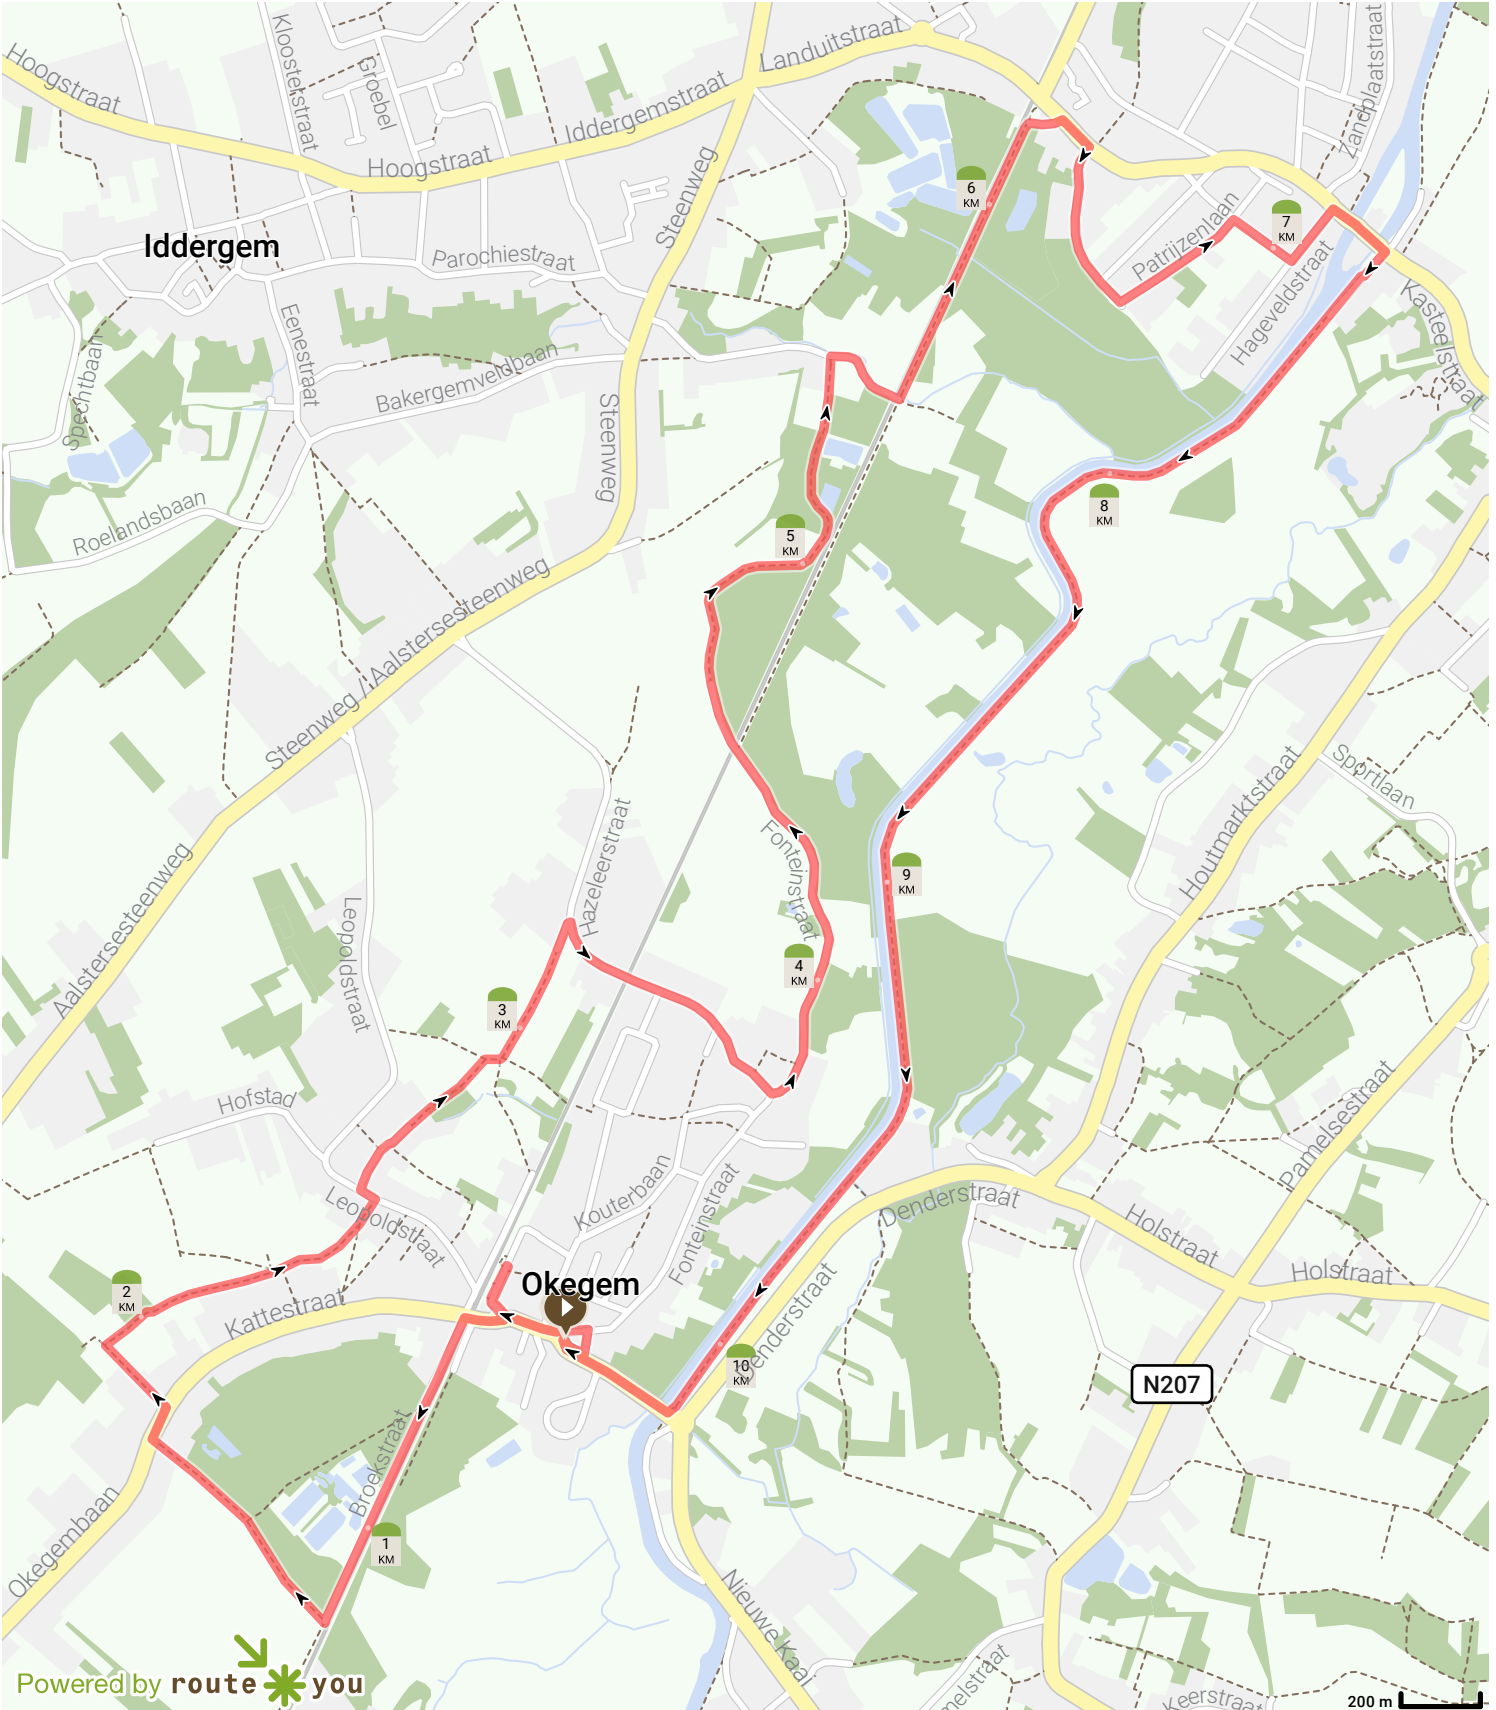 Hoogstraat
Kloosterstraat
Groebel
Landuitstraat
Iddergemstraat
Zandplaatstraat
Hoogstraat
Steenweg
6
KM
Patrijzenlaan
7
KM
Iddergem
Parochiestraat
Hageveldstraat
Kasteelstraat
Eenestraat
Spechtbaan
Bakergemveldbaan
Steenweg
Roelandsbaan
8
KM
5
KM
Steenweg / Aalstersesteenweg
Sportlaan
Houtmarktstraat
Hazeleerstraat
Fonteinstraat
Aalstersesteenweg
9
KM
Leopoldstraat
4
KM
3
KM
Hofstad
Pamelsestraat
Kouterbaan
Fonteinstraat
Leopoldstraat
Denderstraat
Holstraat
Holstraat
2
KM
Okegem
Kattestraat
Denderstraat
10
KM
N207
Broekstraat
1
KM
Okegembaan
Nieuwe Kaai
melstraat
Keerstraat
Powered by routeyou
200 m